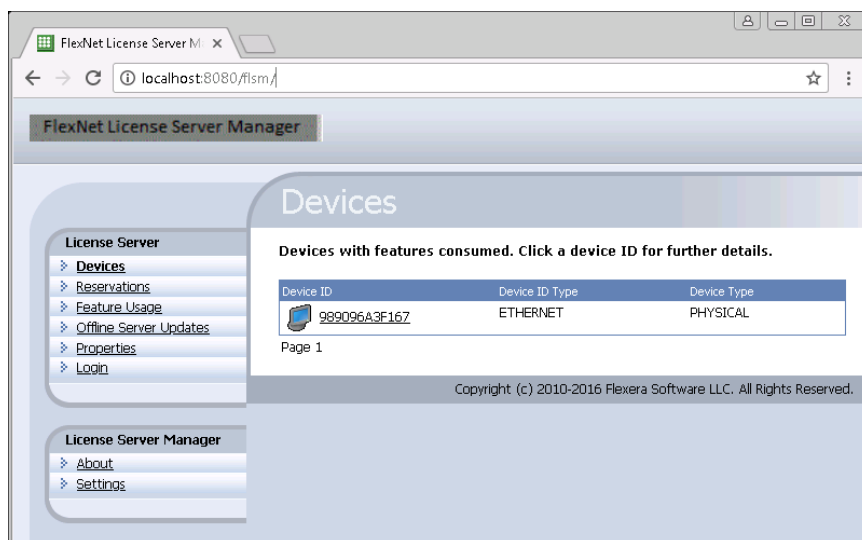 FlexNet License Server M
localhost:8080/flsm/
FlexNet License Server Manager
Devices
License Server
Devices
Reservations
Feature Usage
Offline Server Updates
Properties
Login
License Server Manager
About
Settings
Devices with features consumed. Click a device ID for further details.
Device ID Device ID Type Device Type
989096A3F167 ETHERNET PHYSICAL
Page 1
Copyright (c) 2010-2016 Flexera Software LLC. All Rights Reserved.